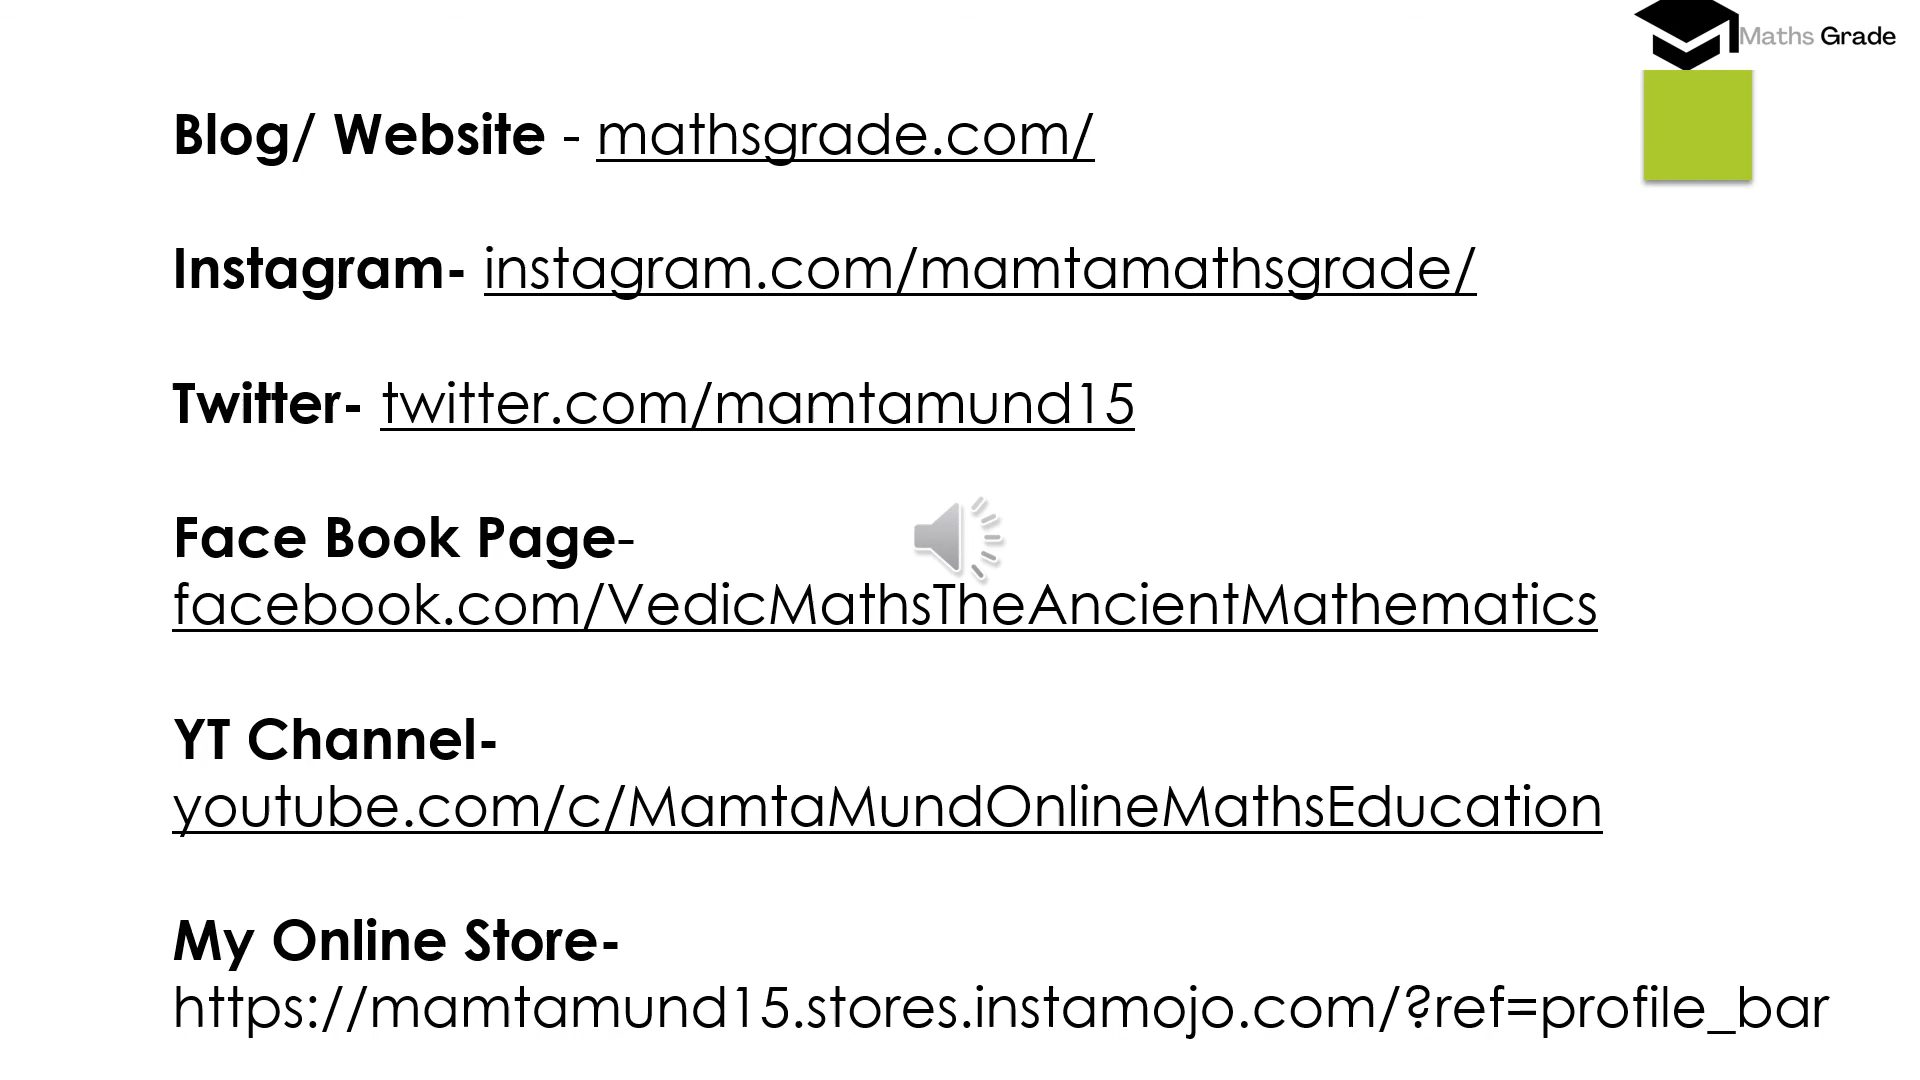 Maths Grade
Blog/ Website - mathsgrade.com/
Instagram- instagram.com/mamtamathsgrade/
Twitter- twitter.com/mamtamund15
Face Book Page-
facebook.com/VedicMathsTheAncientMathematics
YT Channel-
youtube.com/c/MamtaMundOnlineMathsEducation
My Online Store-
https://mamtamund15.stores.instamojo.com/?ref=profile_bar